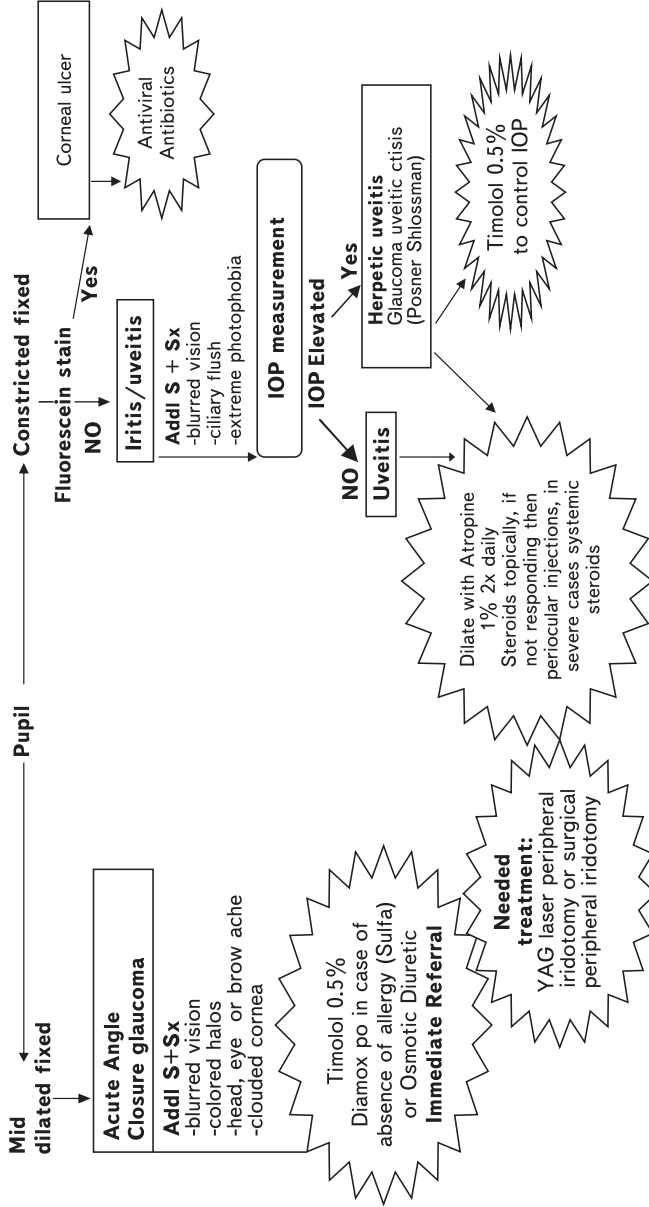 Pupil
Mid
dilated fixed
Acute Angle
Closure glaucoma
Addl S+Sx
-blurred vision
-colored halos
-head, eye or brow ache
-clouded cornea
Timolol 0.5%
Diamox po in case of
absence of allergy (Sulfa)
or Osmotic Diuretic
Immediate Referral
Needed
treatment:
YAG laser peripheral
iridotomy or surgical
peripheral iridotomy
Constricted fixed
Fluorescein stain
Yes
Corneal ulcer
Antiviral
Antibiotics
NO
Iritis/uveitis
Addl S + Sx
-blurred vision
-ciliary flush
-extreme photophobia
IOP measurement
IOP Elevated
NO
Uveitis
Yes
Herpetic uveitis
Glaucoma uveitic ctisis
(Posner Shlossman)
Dilate with Atropine
1% 2x daily
Steroids topically, if
not responding then
periocular injections, in
severe cases systemic
steroids
Timolol 0.5%
to control IOP